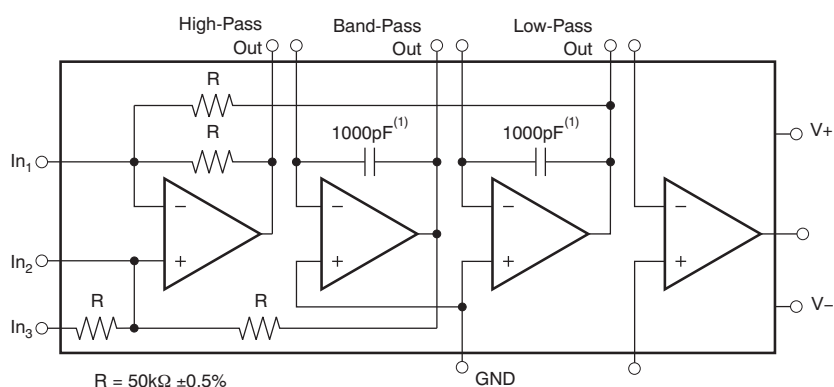 High-Pass Out
Band-Pass Out
Low-Pass Out
R
R
1000pF(1)
1000pF(1)
V+
In1
−
−
−
−
In2
+
+
+
+
R
R
In3
V−
GND
R = 50kΩ ±0.5%